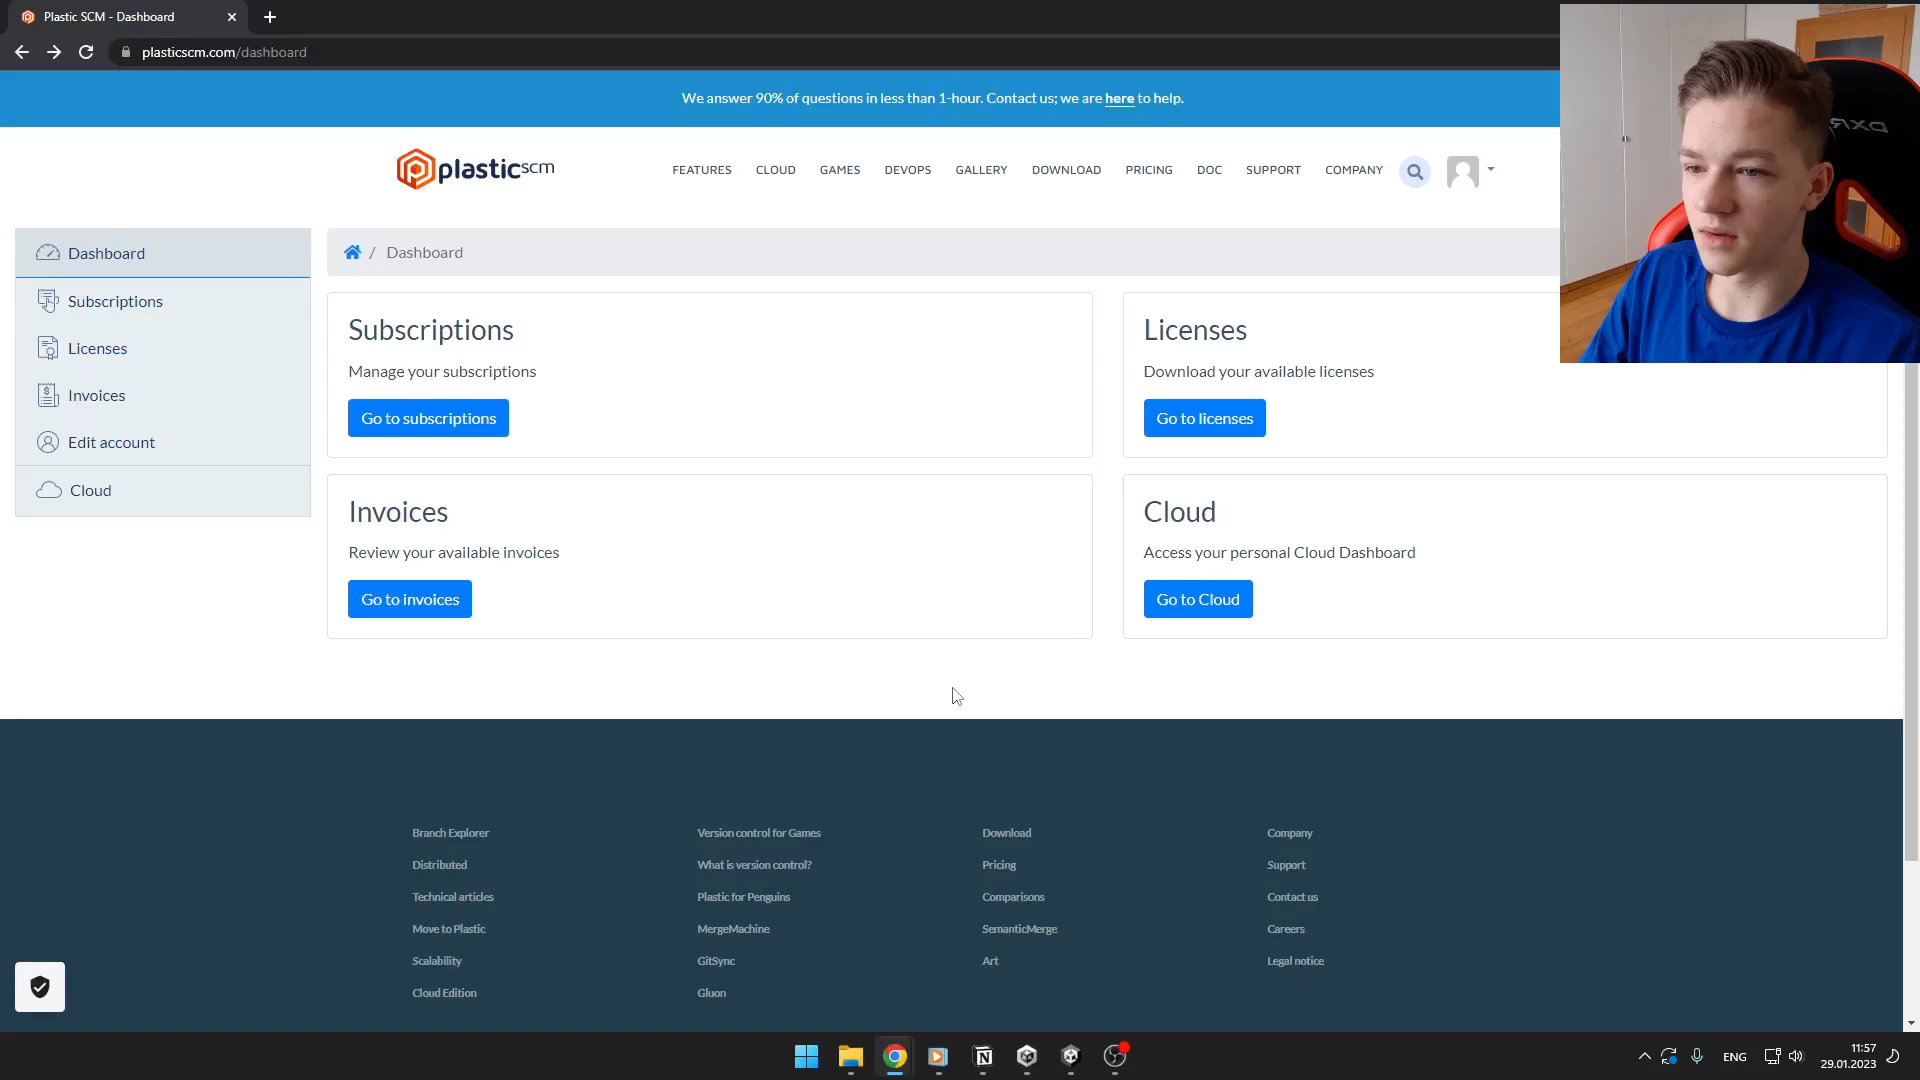 Plastic SCM - Dashboard
plasticscm.com/dashboard
We answer 90% of questions in less than 1-hour. Contact us; we are here to help.
plasticscm
FEATURES CLOUD GAMES DEVOPS GALLERY DOWNLOAD PRICING DOC SUPPORT COMPANY
DXR
Dashboard
Subscriptions
Licenses
Invoices
Edit account
Cloud
/ Dashboard
Subscriptions
Manage your subscriptions
Go to subscriptions
Licenses
Download your available licenses
Go to licenses
Invoices
Review your available invoices
Go to invoices
Cloud
Access your personal Cloud Dashboard
Go to Cloud
Branch Explorer
Distributed
Technical articles
Move to Plastic
Scalability
Cloud Edition
Version control for Games
What is version control?
Plastic for Penguins
MergeMachine
GitSync
Gluon
Download
Pricing
Comparisons
SemanticMerge
Art
Company
Support
Contact us
Careers
Legal notice
ENG
11:57
29.01.2023